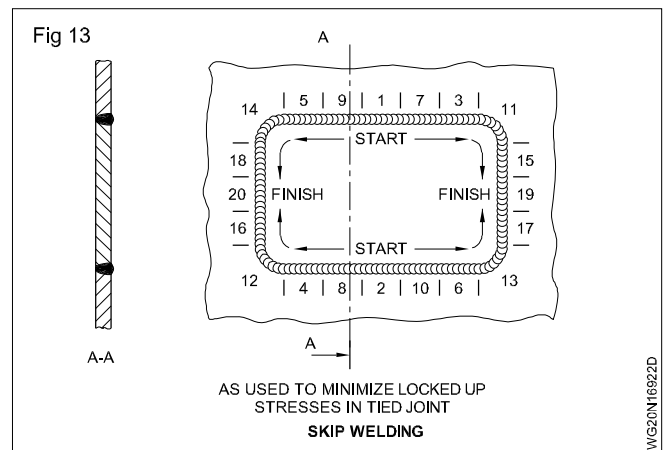 Fig 13
A
14 | 5 | 9 | 1 | 7 | 3 | 11
START
18
15
20
FINISH
FINISH
19
16
17
START
12 | 4 | 8 | 2 | 10 | 6 | 13
A
A-A
AS USED TO MINIMIZE LOCKED UP
STRESSES IN TIED JOINT
SKIP WELDING
WG20N16922D